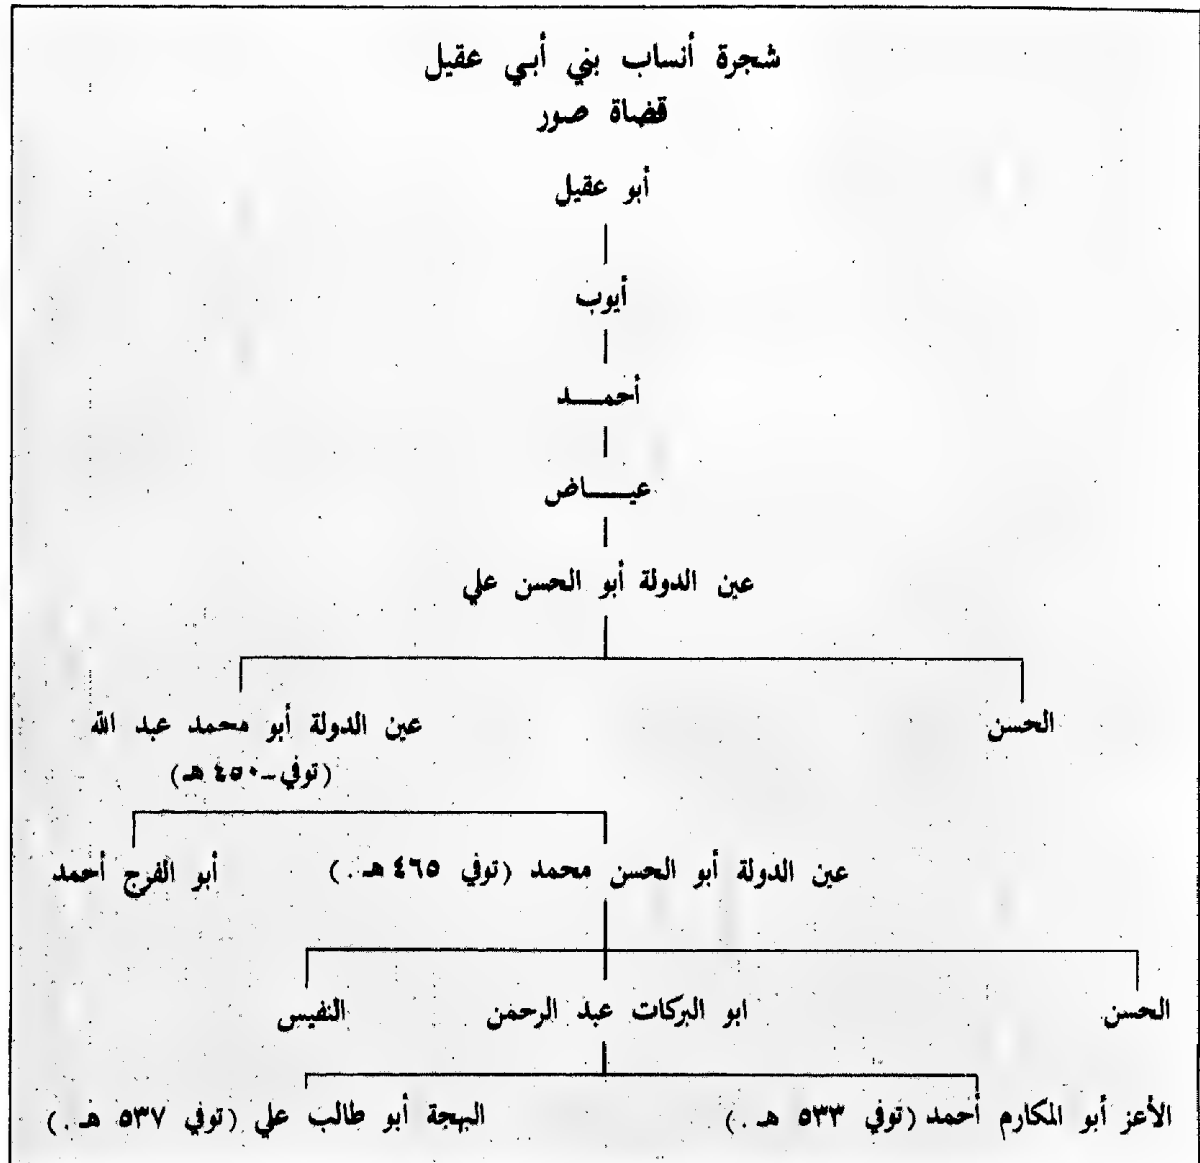 شجرة أنساب بني أبي عقيل
قضاة صور
أبو عقيل
أيوب
أحمـــد
عيـــاض
عين الدولة أبو الحسن علي
الحسن
عين الدولة أبو محمد عبد الله
(توفي - ٤٥٠ هـ)
عين الدولة أبو الحسن محمد (توفي ٤٦٥ هـ .)
أبو الفرج أحمد
الحسن
ابو البركات عبد الرحمن
النفيس
الأعز أبو المكارم أحمد (توفي ٥٣٣ هـ .)
البهجة أبو طالب علي (توفي ٥٣٧ هـ .)